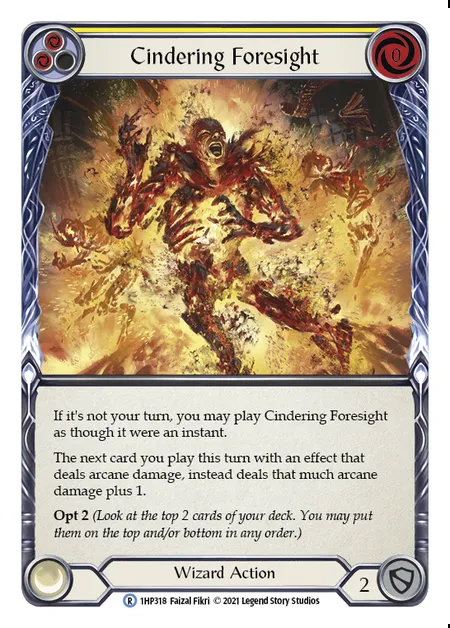 Cindering Foresight
0
If it's not your turn, you may play Cindering Foresight
as though it were an instant.
The next card you play this turn with an effect that
deals arcane damage, instead deals that much arcane
damage plus 1.
Opt 2 (Look at the top 2 cards of your deck. You may put
them on the top and/or bottom in any order.)
Wizard Action
2
R 1HP318 Faizal Fikri © 2021 Legend Story Studios